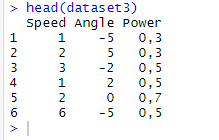 > head(dataset3)
  Speed Angle Power
1     1    -5   0,3
2     2     5   0,3
3     3    -2   0,5
4     1     2   0,5
5     2     0   0,7
6     6    -5   0,5
>